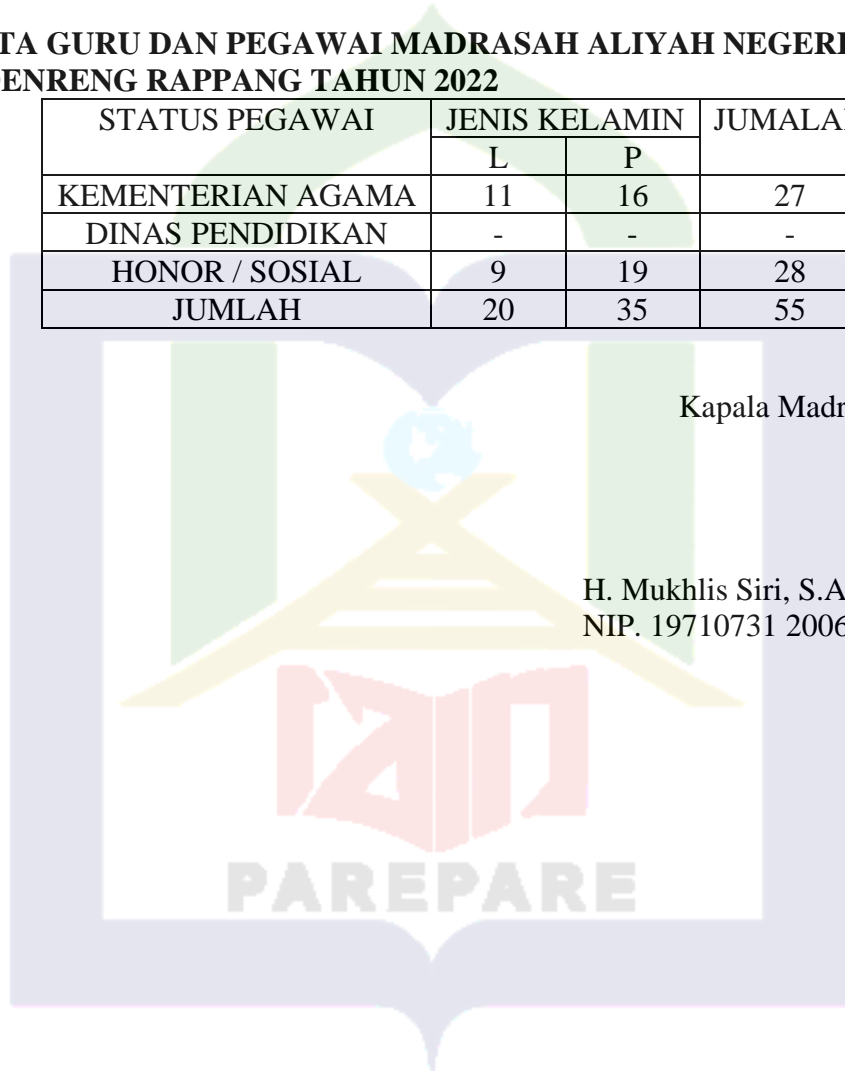 TA GURU DAN PEGAWAI MADRASAH ALIYAH NEGERI
DENRENG RAPPANG TAHUN 2022
STATUS PEGAWAI JENIS KELAMIN JUMALAH
L P
KEMENTERIAN AGAMA 11 16 27
DINAS PENDIDIKAN - - -
HONOR / SOSIAL 9 19 28
JUMLAH 20 35 55
Kapala Madr
H. Mukhlis Siri, S.A
NIP. 19710731 2006
PAREPARE